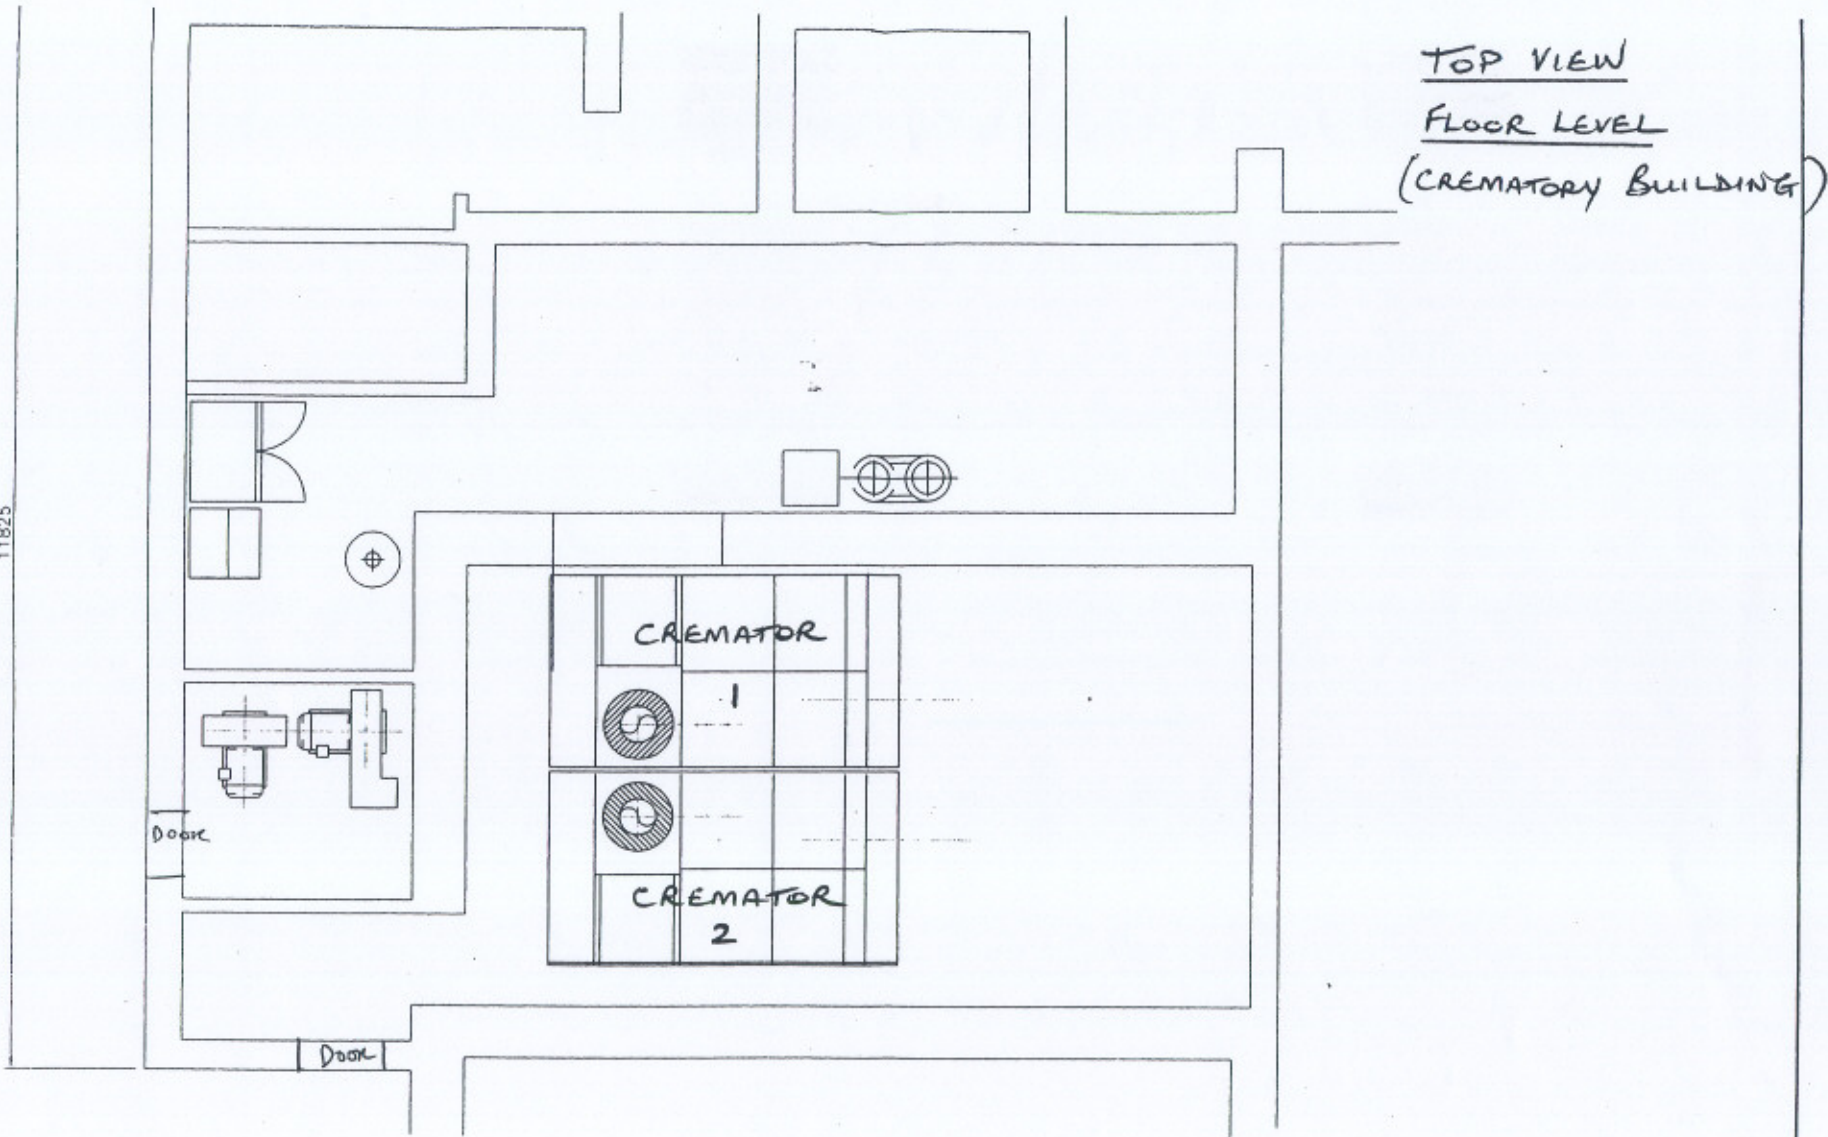 TOP VIEW
FLOOR LEVEL
(CREMATORY BUILDING)
11825
CREMATOR
1
CREMATOR
2
DOOR
DOOR